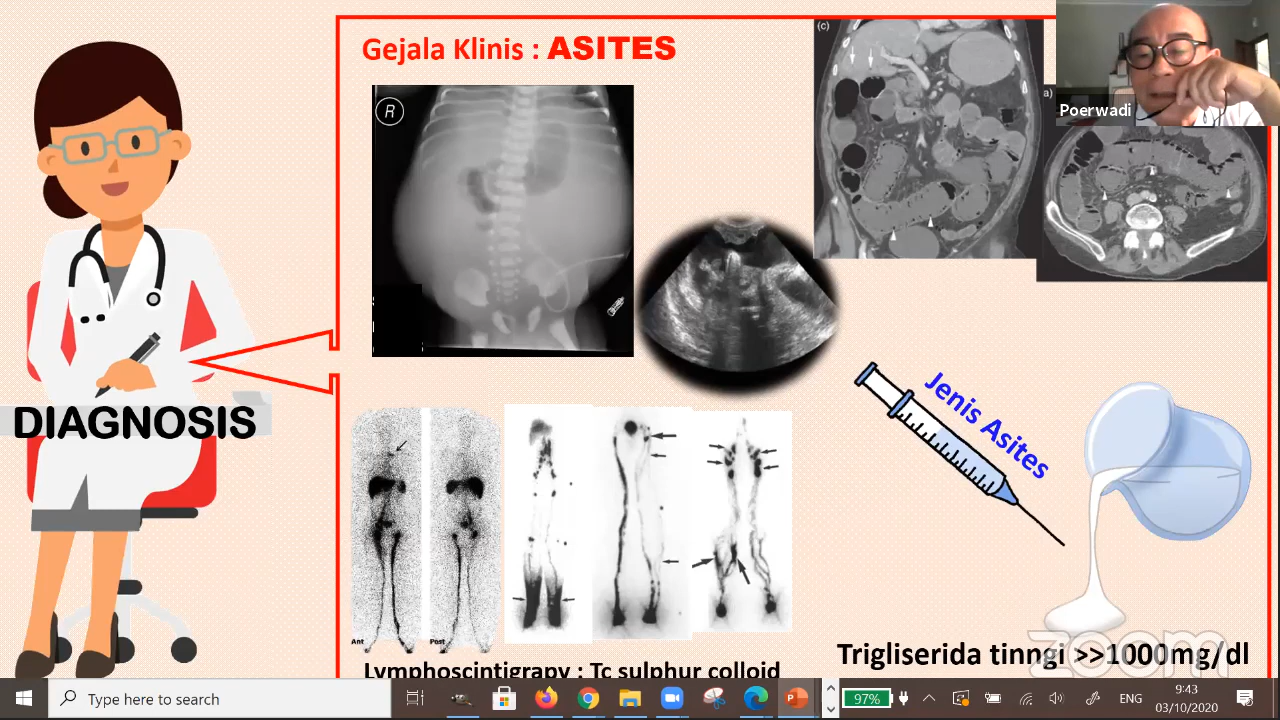 Gejala Klinis : ASITES
R
(c)
a)
Poerwadi
Jenis Asites
DIAGNOSIS
Ant
Post
Lymphoscintigrapy : Tc sulphur colloid
Trigliserida tinngi >>1000mg/dl
zoom
Type here to search
97%
ENG
9:43
03/10/2020